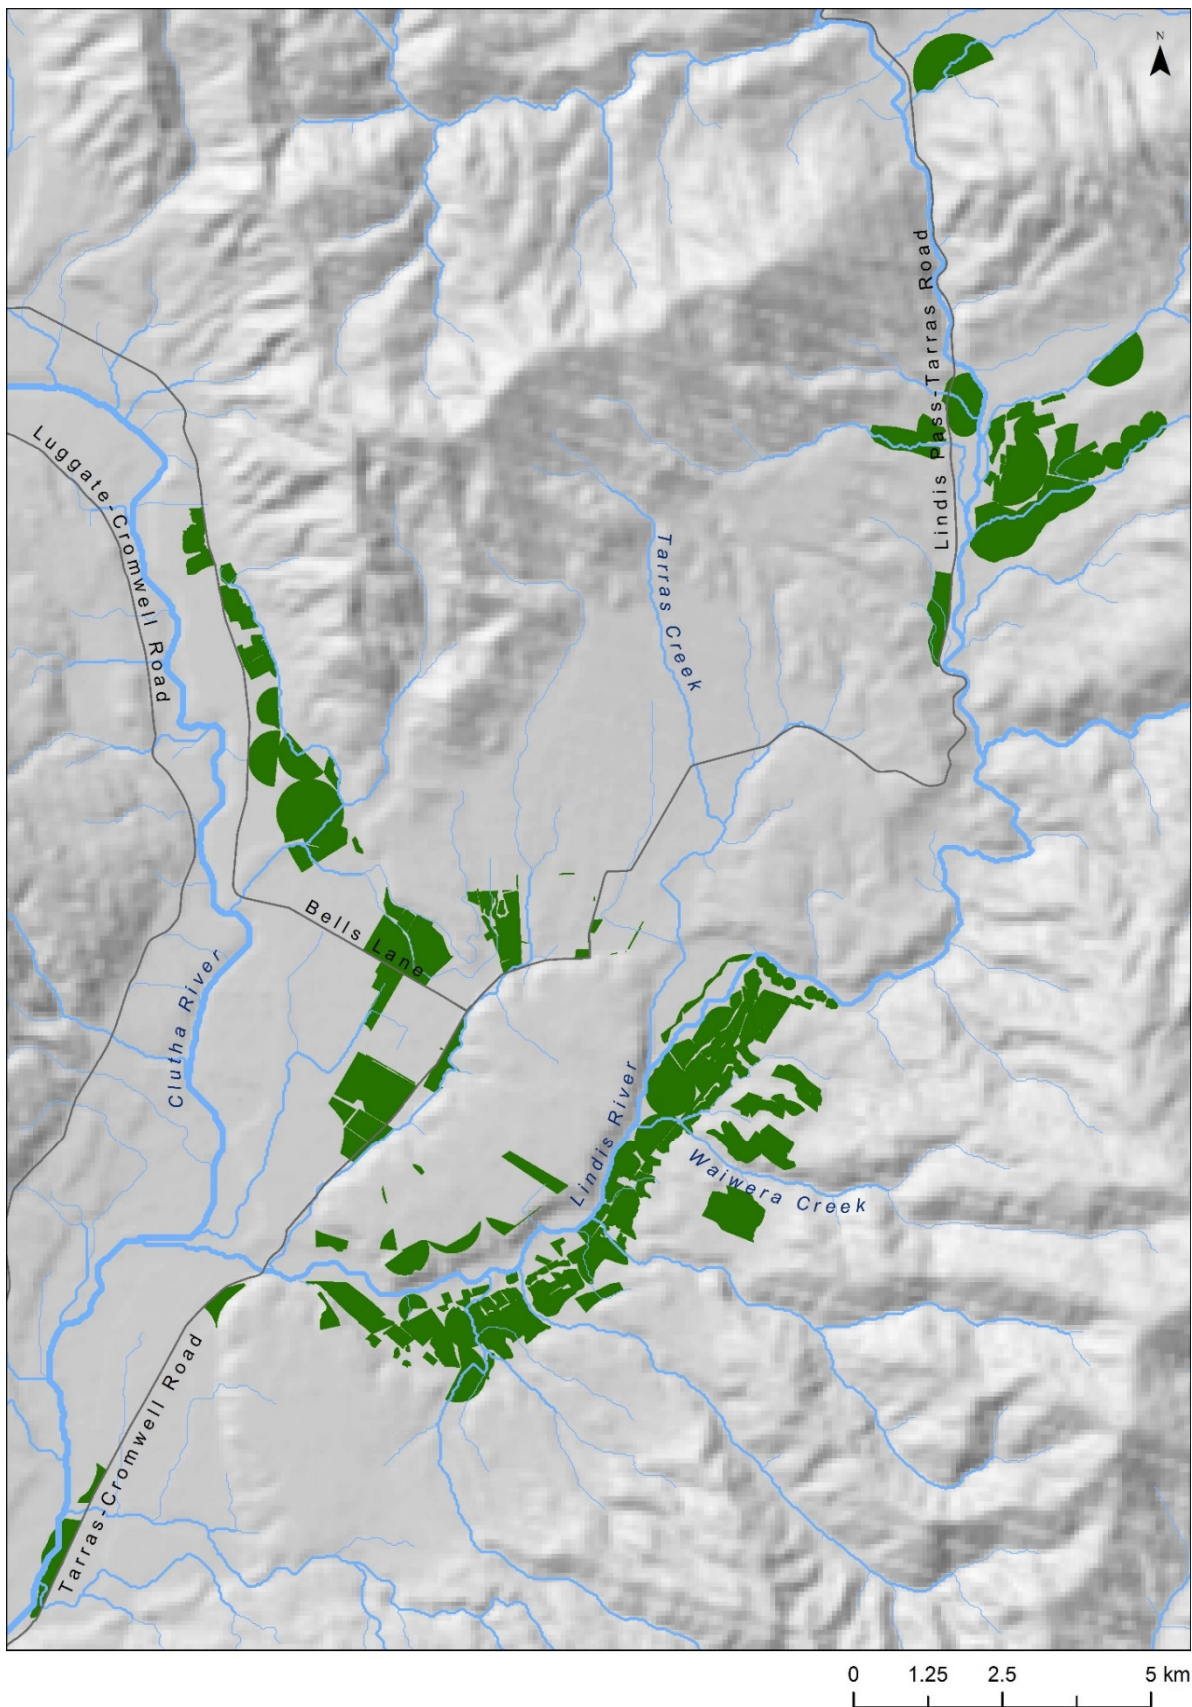 N
Lindis Pass-Tarras Road
Luggate-Cromwell Road
Tarras Creek
Bells Lane
Clutha River
Lindis River
Waiwera Creek
Tarras-Cromwell Road
0 1.25 2.5 5 km